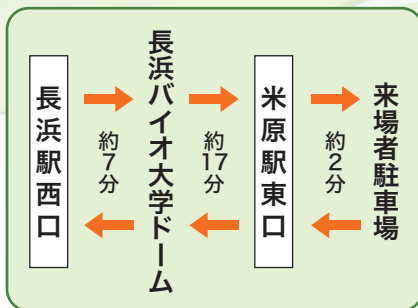 長浜駅西口
約7分
長浜バイオ大学ドーム
約17分
米原駅東口
約2分
来場者駐車場